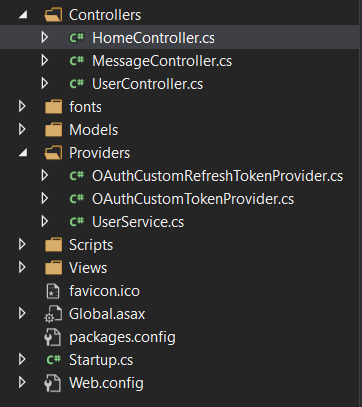 Controllers
C# HomeController.cs
C# MessageController.cs
C# UserController.cs
fonts
Models
Providers
C# OAuthCustomRefreshTokenProvider.cs
C# OAuthCustomTokenProvider.cs
C# UserService.cs
Scripts
Views
favicon.ico
Global.asax
packages.config
C# Startup.cs
Web.config